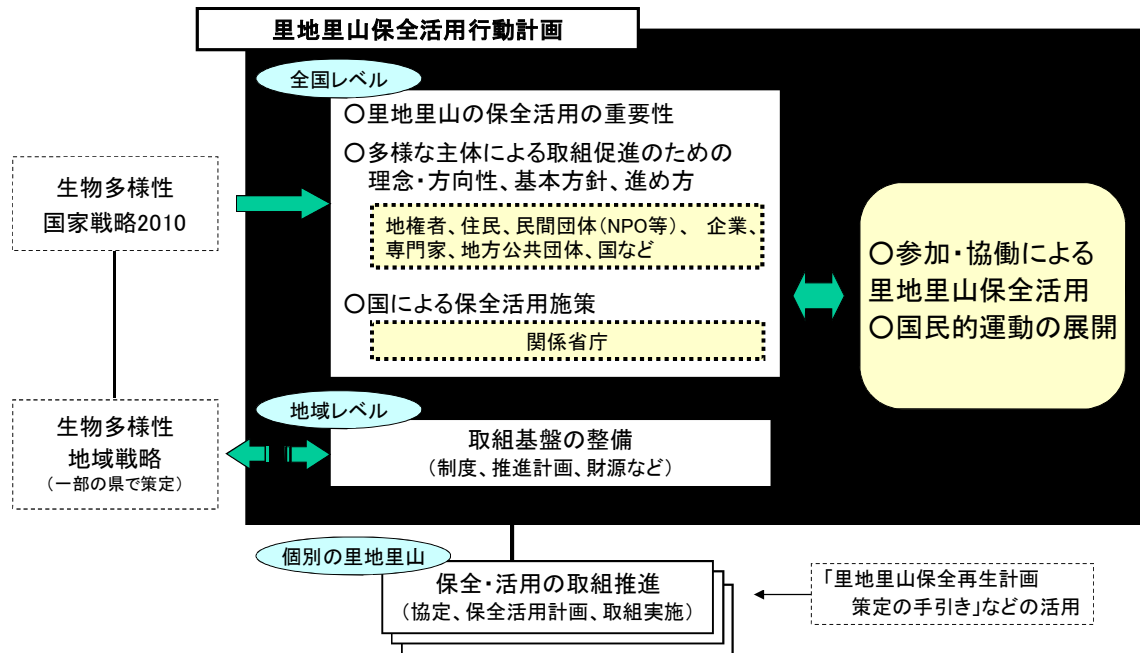 里地里山保全活用行動計画
全国レベル
○里地里山の保全活用の重要性
○多様な主体による取組促進のための
理念・方向性、基本方針、進め方
地権者、住民、民間団体(NPO等)、 企業、
専門家、地方公共団体、国など
○国による保全活用施策
関係省庁
生物多様性
国家戦略2010
○参加・協働による
里地里山保全活用
○国民的運動の展開
地域レベル
取組基盤の整備
(制度、推進計画、財源など)
生物多様性
地域戦略
(一部の県で策定)
個別の里地里山
保全・活用の取組推進
(協定、保全活用計画、取組実施)
「里地里山保全再生計画
策定の手引き」などの活用